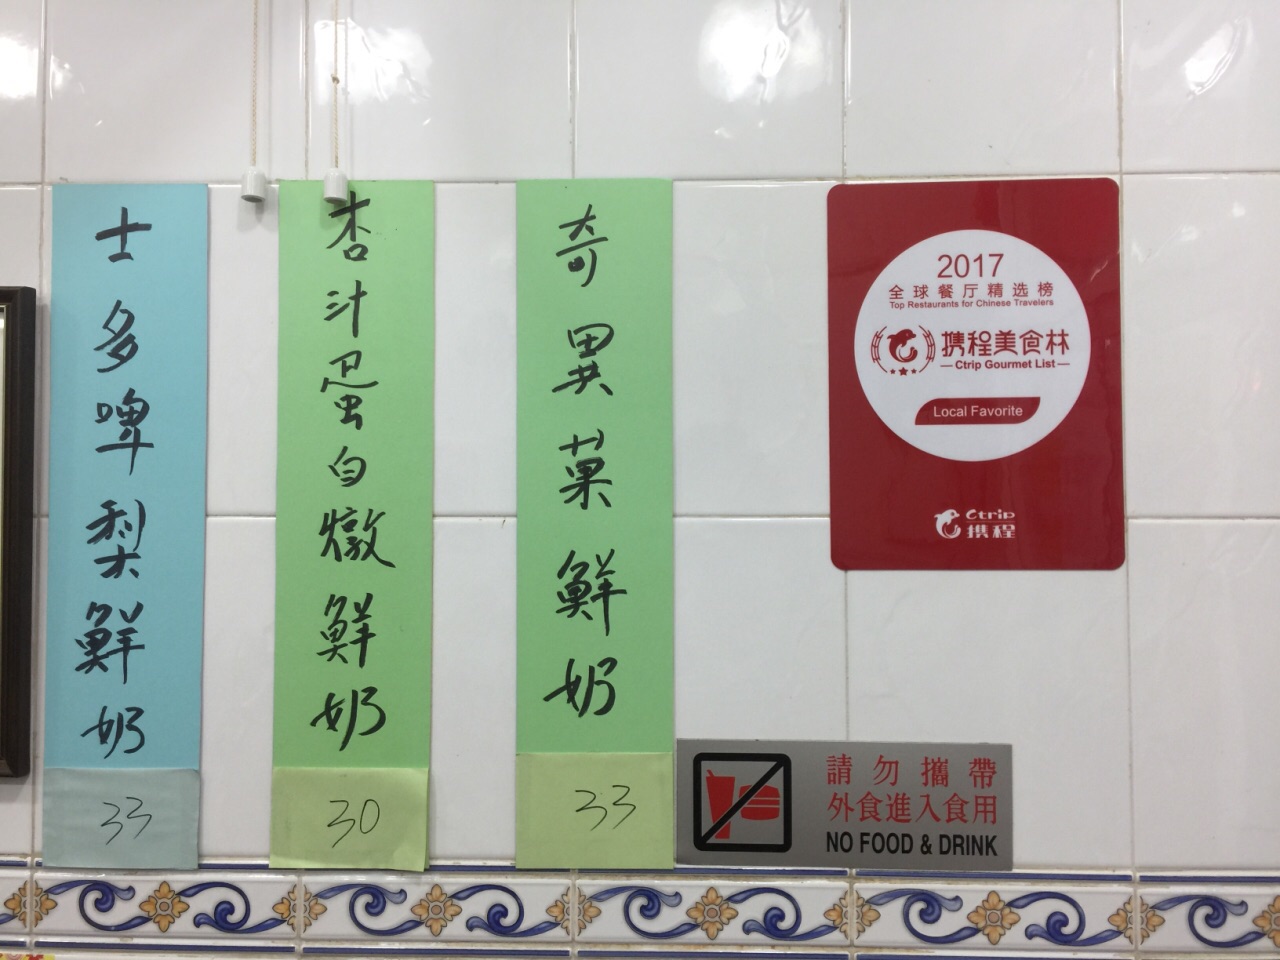 士多啤梨鮮奶
33
杏汁蛋白燉鮮奶
30
奇異菓鮮奶
33
2017
全球餐厅精选榜
Top Restaurants for Chinese Travelers
携程美食林
Ctrip Gourmet List
Local Favorite
Ctrip
携程
請勿攜帶
外食進入食用
NO FOOD & DRINK